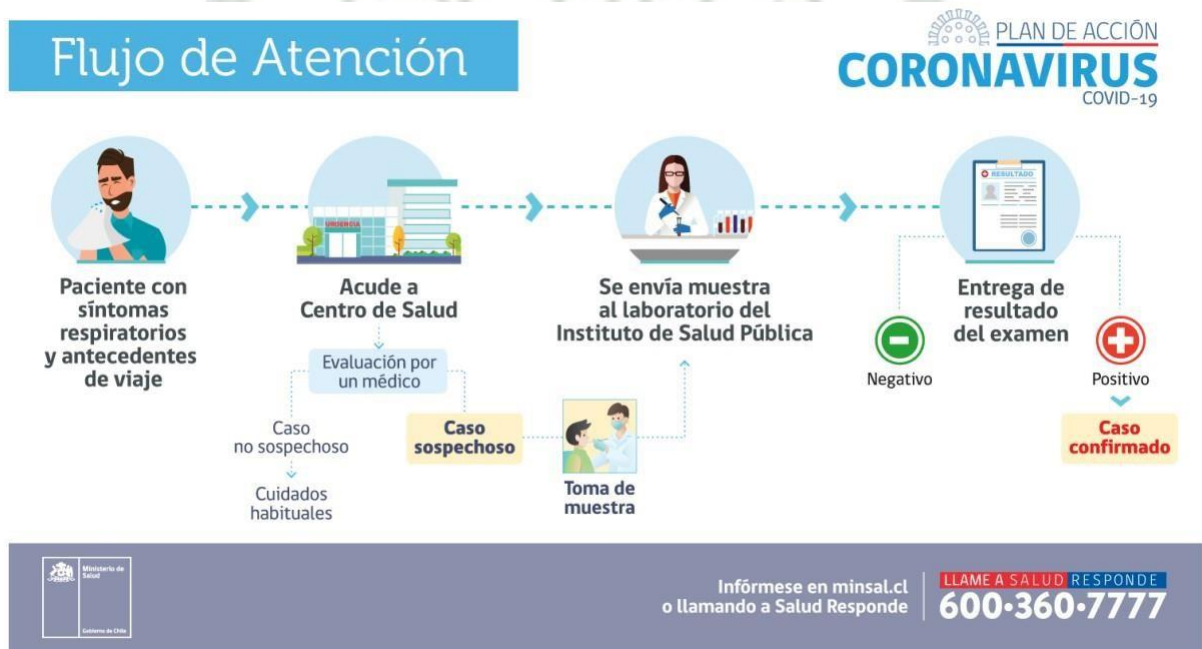 Flujo de Atención
PLAN DE ACCIÓN
CORONAVIRUS
COVID-19
Paciente con
síntomas
respiratorios
y antecedentes
de viaje
URGENCIA
Acude a
Centro de Salud
Evaluación por
un médico
Caso
no sospechoso
Cuidados
habituales
Caso
sospechoso
Toma de
muestra
Se envía muestra
al laboratorio del
Instituto de Salud Pública
RESULTADO
Entrega de
resultado
del examen
Negativo
Positivo
Caso
confirmado
Ministerio de
Salud
Gobierno de Chile
Infórmese en minsal.cl
o llamando a Salud Responde
LLAME A SALUD RESPONDE
600·360·7777